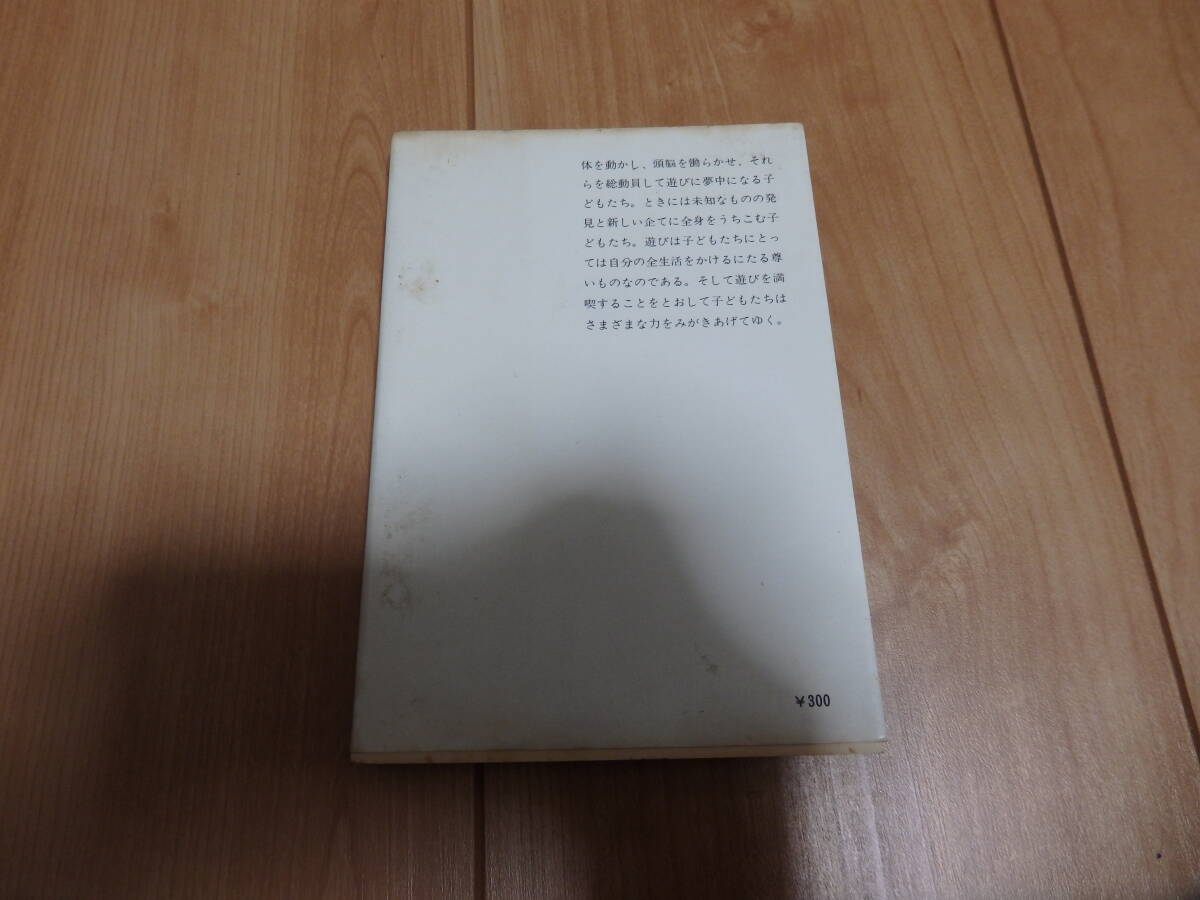 体を動かし、頭脳を働らかせ、それ
らを総動員して遊びに夢中になる子
どもたち。ときには未知なものの発
見と新しい企てに全身をうちこむ子
どもたち。遊びは子どもたちにとっ
ては自分の全生活をかけるにたる尊
いものなのである。そして遊びを満
喫することをとおして子どもたちは
さまざまな力をみがきあげてゆく。
¥300